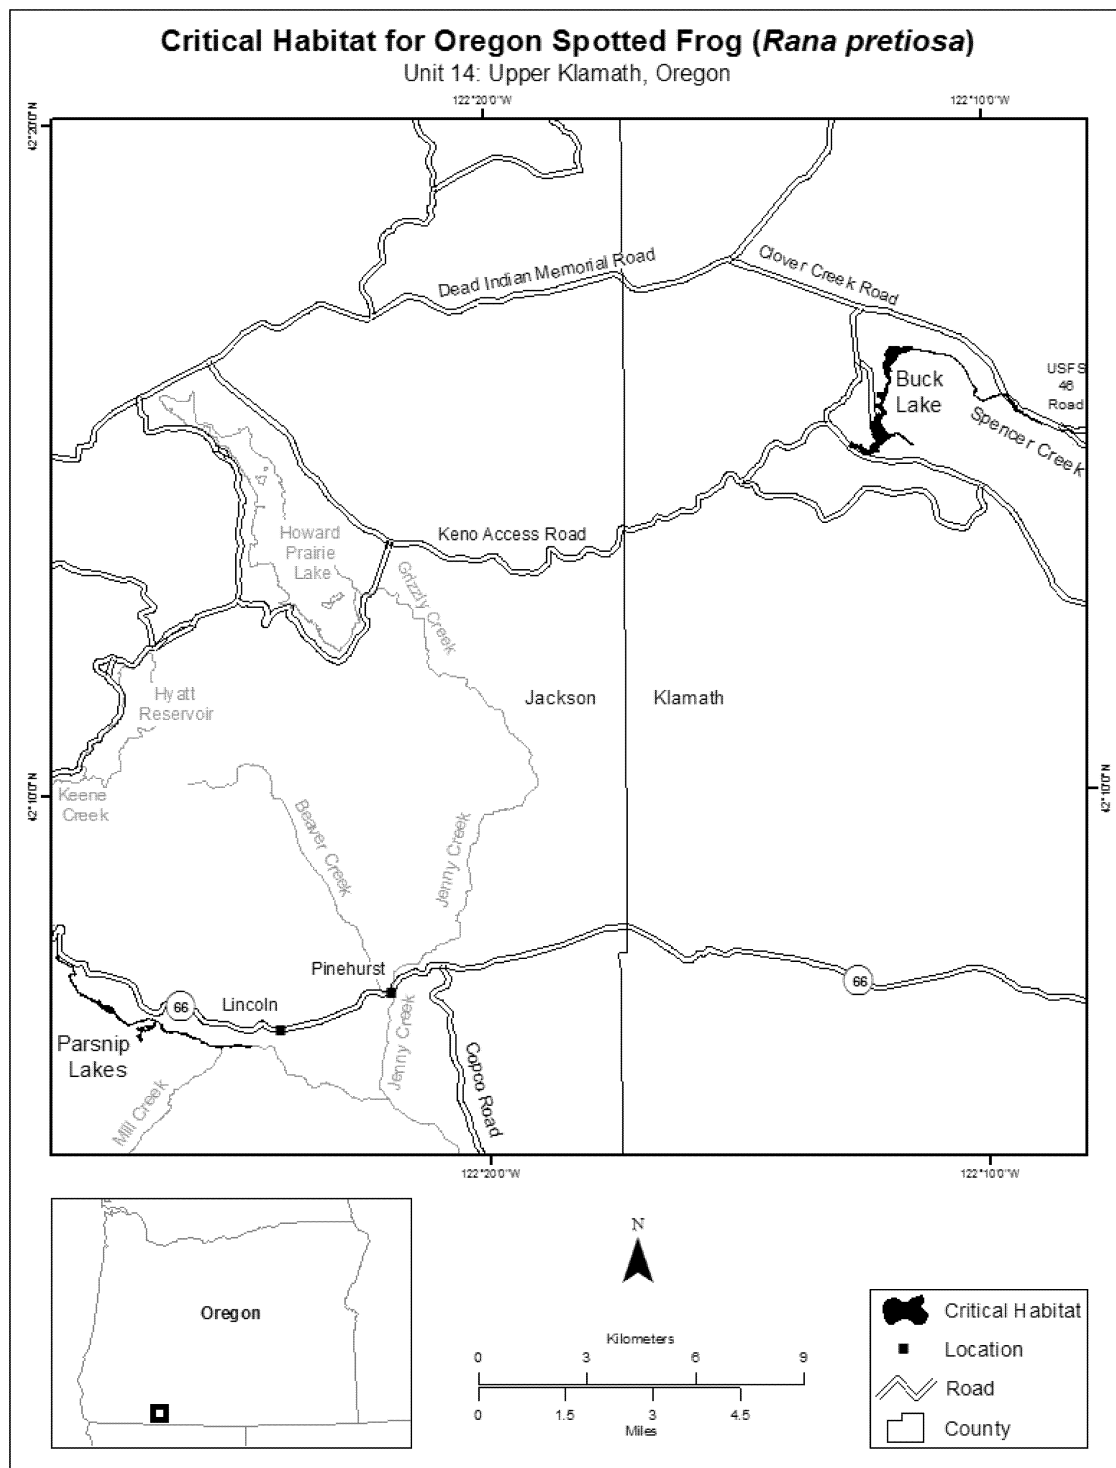 Critical Habitat for Oregon Spotted Frog (Rana pretiosa)
Unit 14: Upper Klamath, Oregon
122°20'0"W
122°10'0"W
42°20'0"N
Dead Indian Memorial Road
Clover Creek Road
Buck
Lake
USFS
46
Road
Spencer Creek
Howard
Prairie
Lake
Keno Access Road
Grizzly Creek
Hyatt
Reservoir
Jackson
Klamath
42°10'0"N
42°10'0"N
Keene
Creek
Beaver Creek
Jenny Creek
Pinehurst
Lincoln
66
66
Parsnip
Lakes
Jenny Creek
Copco Road
Mill Creek
122°20'0"W
122°10'0"W
Oregon
N
Kilometers
0 3 6 9
0 1.5 3 4.5
Miles
Critical Habitat
Location
Road
County